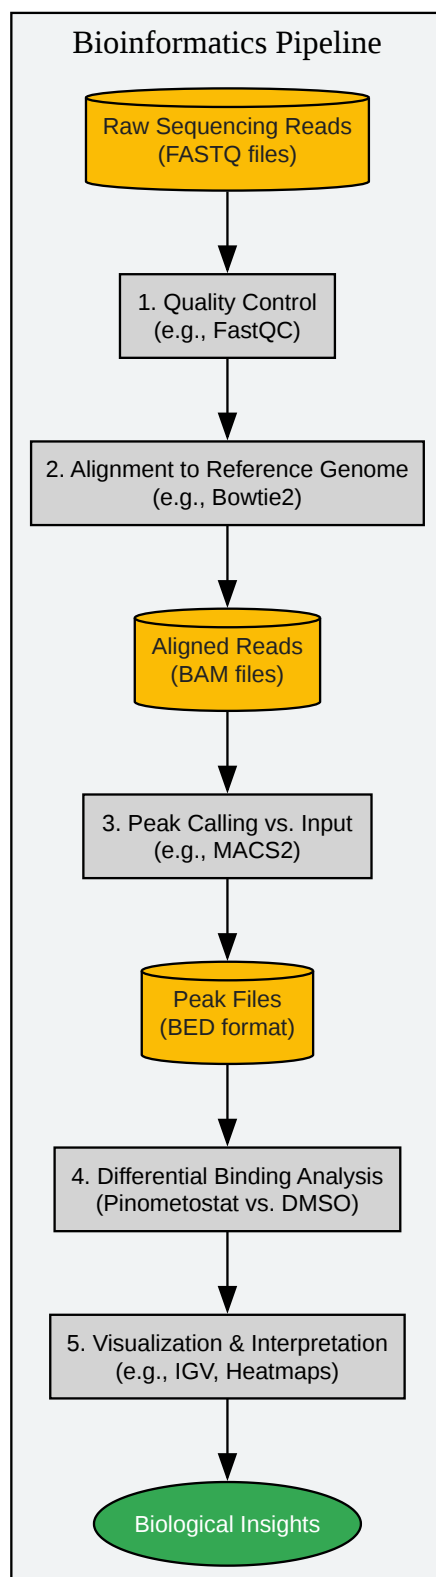 Bioinformatics Pipeline
Raw Sequencing Reads
(FASTQ files)
1. Quality Control
(e.g., FastQC)
2. Alignment to Reference Genome
(e.g., Bowtie2)
Aligned Reads
(BAM files)
3. Peak Calling vs. Input
(e.g., MACS2)
Peak Files
(BED format)
4. Differential Binding Analysis
(Pinometostat vs. DMSO)
5. Visualization & Interpretation
(e.g., IGV, Heatmaps)
Biological Insights